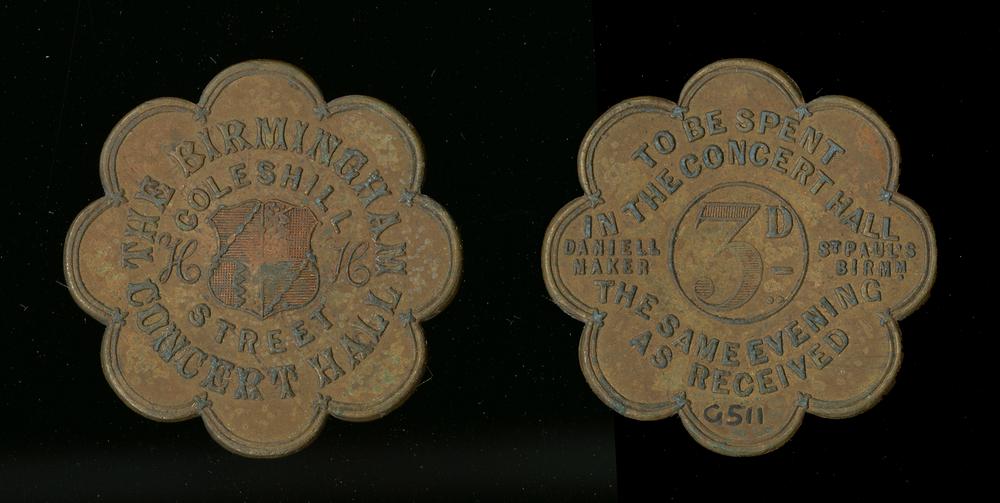 THE BIRMINGHAM
CONCERT HALL
COLESHILL
STREET
H H
TO BE SPENT
IN THE CONCERT HALL
3D
DANIELL
MAKER
ST PAUL'S
BIRMM
THE SAME EVENING
AS RECEIVED
G511